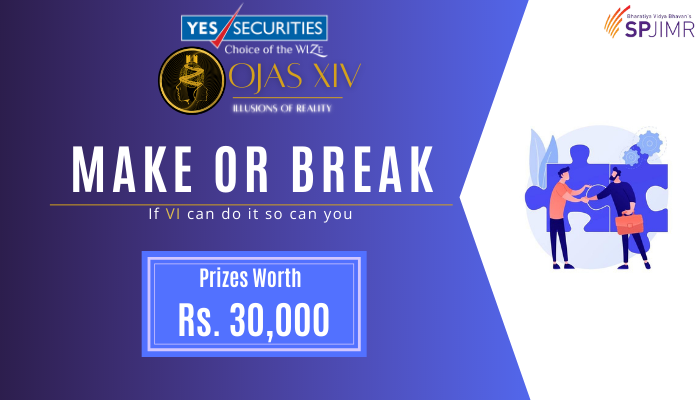 YES SECURITIES
Choice of the WIZE
OJAS XIV
ILLUSIONS OF REALITY
Bharatiya Vidya Bhavan's
SPJIMR
MAKE OR BREAK
If VI can do it so can you
Prizes Worth
Rs. 30,000